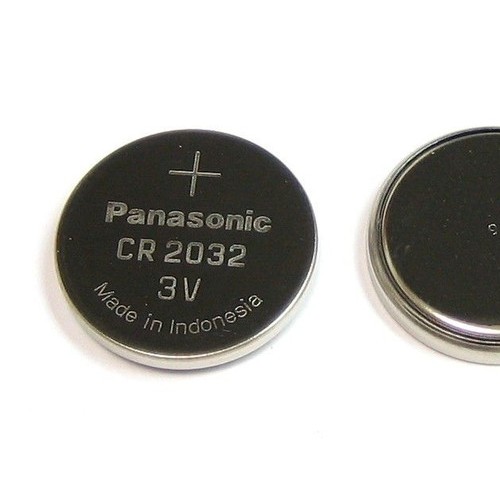 +
Panasonic
CR 2032
3V
Made in Indonesia